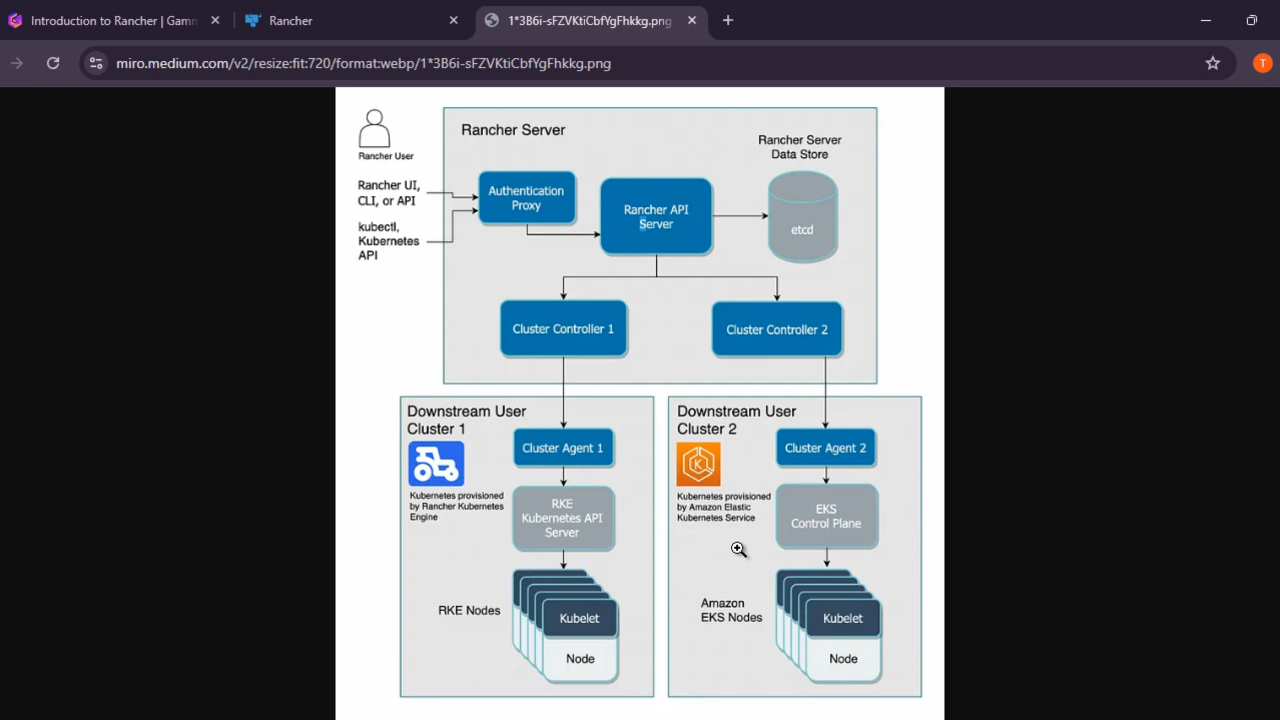 Introduction to Rancher | Gamm
Rancher
1*3B6i-sFZVKtiCbfYgFhkkg.png
miro.medium.com/v2/resize:fit:720/format:webp/1*3B6i-sFZVKtiCbfYgFhkkg.png
T
Rancher User
Rancher Server
Rancher Server
Data Store
Rancher UI,
CLI, or API
kubectl,
Kubernetes
API
Authentication
Proxy
Rancher API
Server
etcd
Cluster Controller 1
Cluster Controller 2
Downstream User
Cluster 1
Cluster Agent 1
Kubernetes provisioned
by Rancher Kubernetes
Engine
RKE
Kubernetes API
Server
RKE Nodes
Kubelet
Node
Downstream User
Cluster 2
Cluster Agent 2
K
Kubernetes provisioned
by Amazon Elastic
Kubernetes Service
EKS
Control Plane
Amazon
EKS Nodes
Kubelet
Node